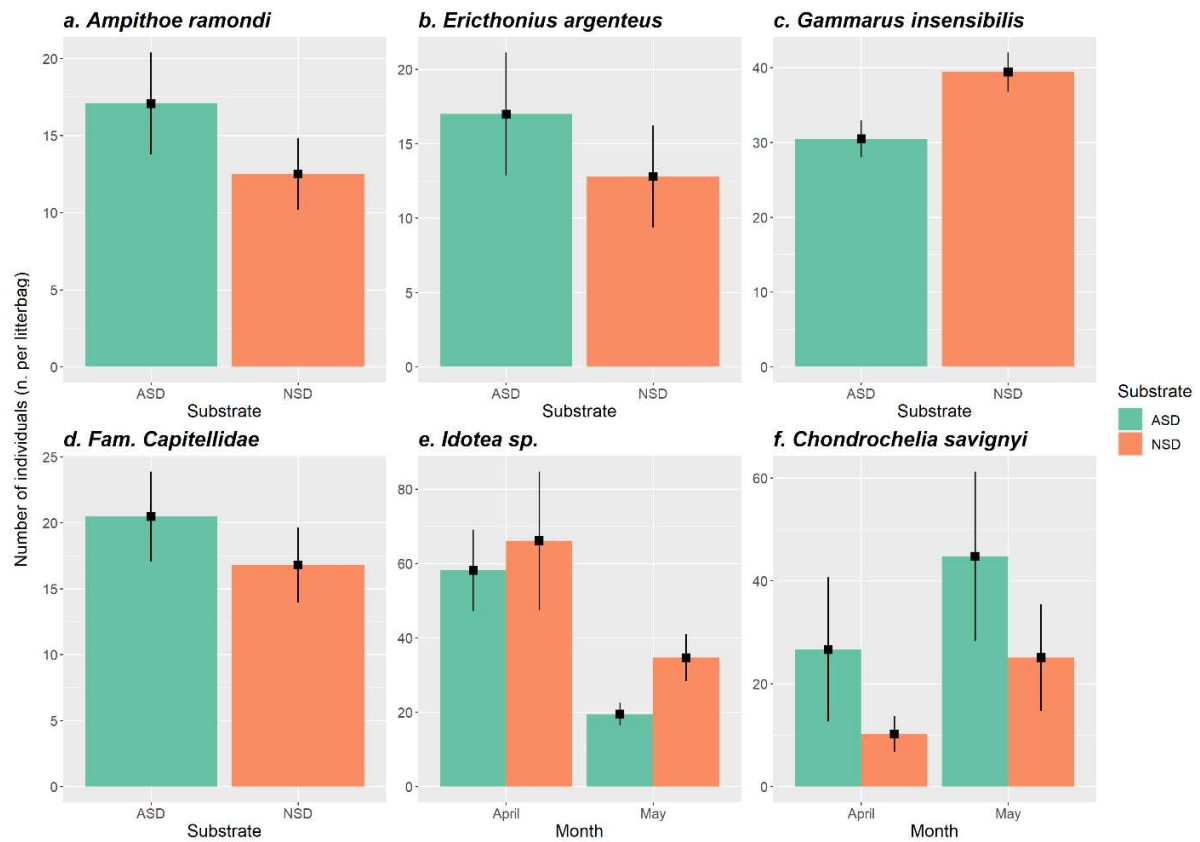 a. Ampithoe ramondi
b. Ericthonius argenteus
c. Gammarus insensibilis
Number of individuals (n. per litterbag)
20
15
10
5
0
ASD
NSD
Substrate
20
15
10
5
0
ASD
NSD
Substrate
40
30
20
10
0
ASD
NSD
Substrate
d. Fam. Capitellidae
e. Idotea sp.
f. Chondrochelia savignyi
25
20
15
10
5
0
ASD
NSD
Substrate
80
60
40
20
0
April
May
Month
60
40
20
0
April
May
Month
Substrate
ASD
NSD